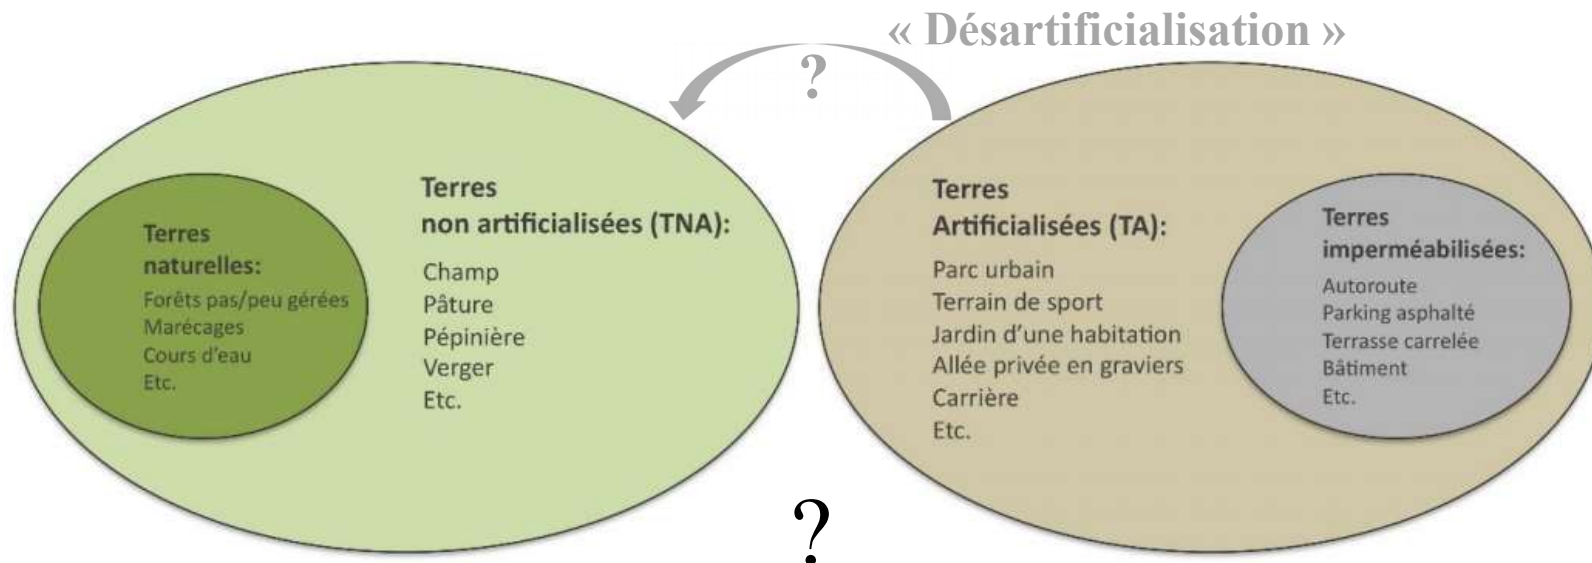 « Désartificialisation »
?
Terres
naturelles:
Forêts pas/peu gérées
Marécages
Cours d'eau
Etc.
Terres
non artificialisées (TNA):
Champ
Pâture
Pépinière
Verger
Etc.
Terres
Artificialisées (TA):
Parc urbain
Terrain de sport
Jardin d'une habitation
Allée privée en graviers
Carrière
Etc.
Terres
imperméabilisées:
Autoroute
Parking asphalté
Terrasse carrelée
Bâtiment
Etc.
?